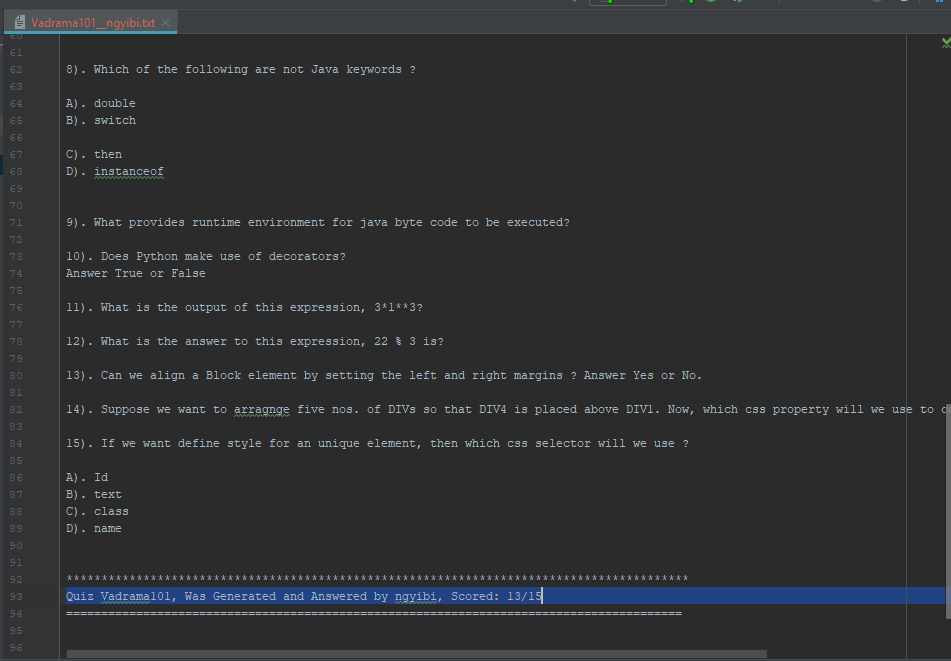 Vadrama101__ngyibi.txt
60
61
62 8). Which of the following are not Java keywords ?
63
64 A). double
65 B). switch
66
67 C). then
68 D). instanceof
69
70
71 9). What provides runtime environment for java byte code to be executed?
72
73 10). Does Python make use of decorators?
74 Answer True or False
75
76 11). What is the output of this expression, 3*1**3?
77
78 12). What is the answer to this expression, 22 % 3 is?
79
80 13). Can we align a Block element by setting the left and right margins ? Answer Yes or No.
81
82 14). Suppose we want to arragnge five nos. of DIVs so that DIV4 is placed above DIV1. Now, which css property will we use to
83
84 15). If we want define style for an unique element, then which css selector will we use ?
85
86 A). Id
87 B). text
88 C). class
89 D). name
90
91
92 *****************************************************************************************
93 Quiz Vadrama101, Was Generated and Answered by ngyibi, Scored: 13/15
94 ========================================================================================
95
96